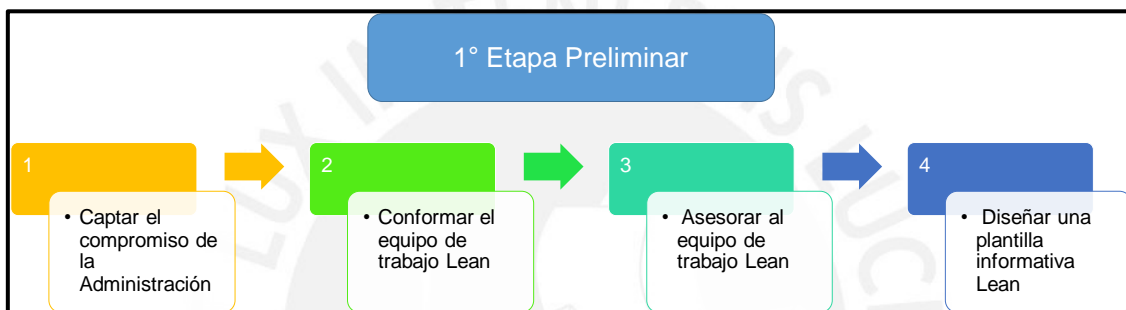 1° Etapa Preliminar
1
• Captar el
compromiso de
la
Administración
2
• Conformar el
equipo de
trabajo Lean
3
• Asesorar al
equipo de
trabajo Lean
4
• Diseñar una
plantilla
informativa
Lean